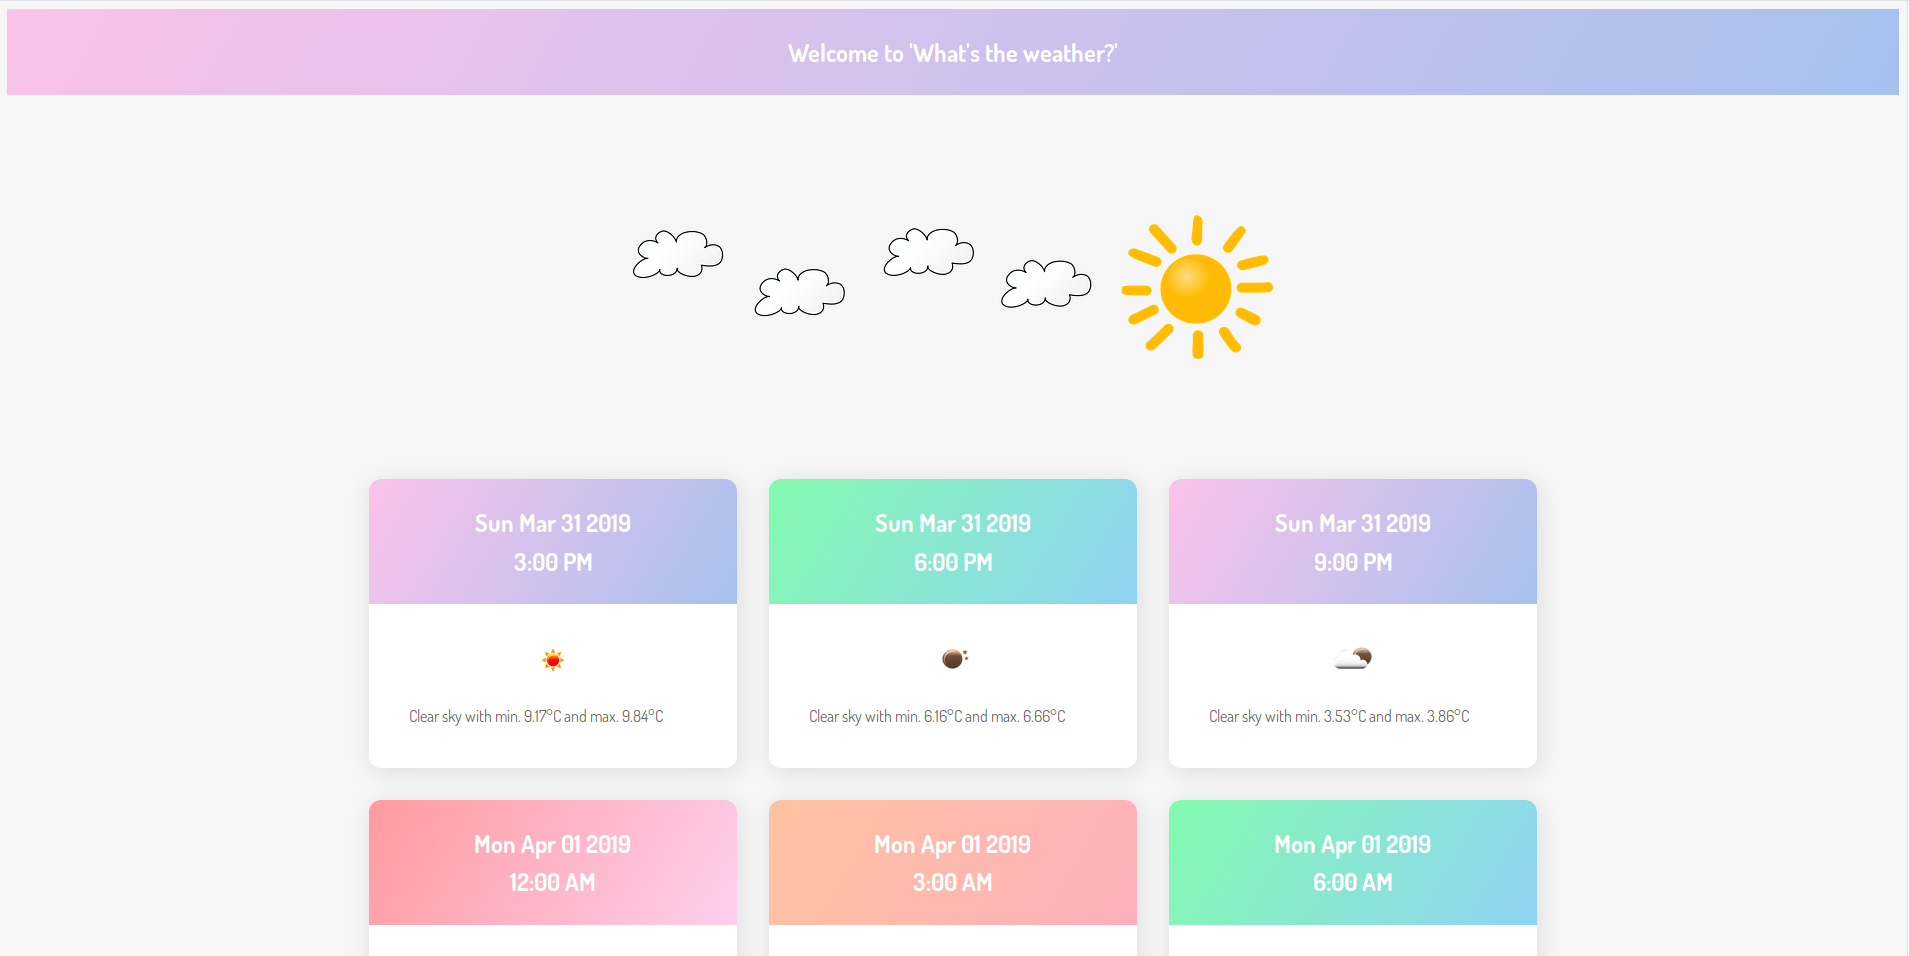 Welcome to 'What's the weather?'
Sun Mar 31 2019
3:00 PM
Clear sky with min. 9.17°C and max. 9.84°C
Sun Mar 31 2019
6:00 PM
Clear sky with min. 6.16°C and max. 6.66°C
Sun Mar 31 2019
9:00 PM
Clear sky with min. 3.53°C and max. 3.86°C
Mon Apr 01 2019
12:00 AM
Mon Apr 01 2019
3:00 AM
Mon Apr 01 2019
6:00 AM